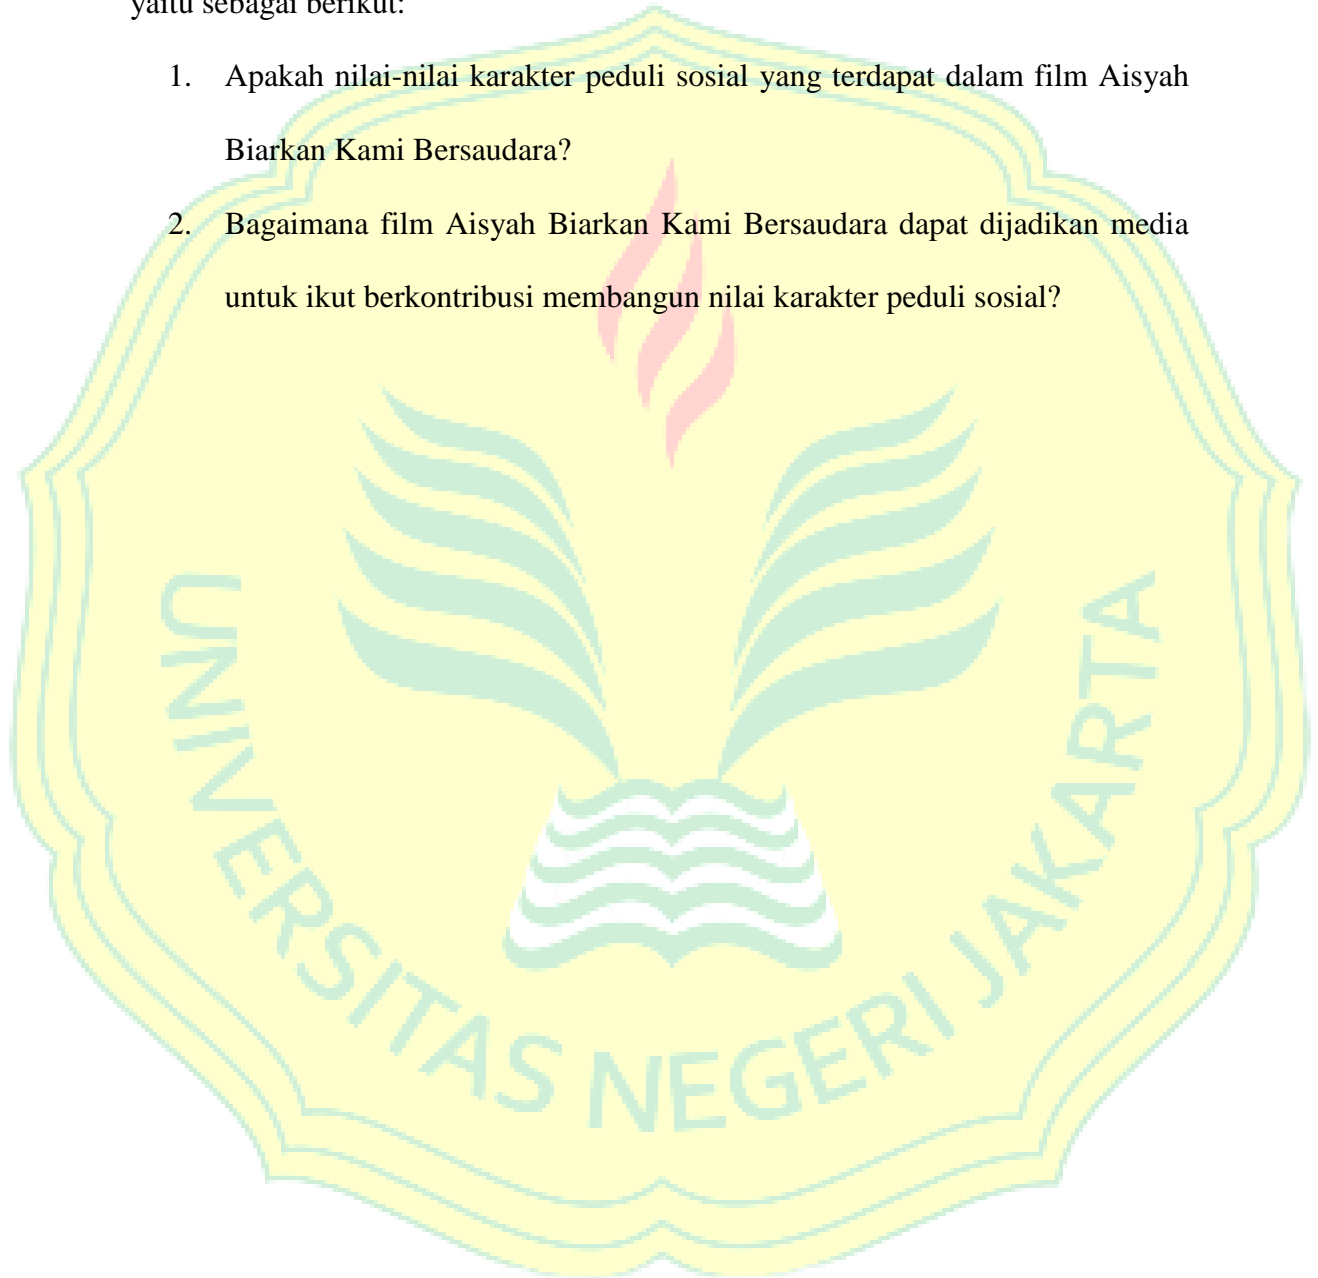 yaitu sebagai berikut:
1. Apakah nilai-nilai karakter peduli sosial yang terdapat dalam film Aisyah
Biarkan Kami Bersaudara?
2. Bagaimana film Aisyah Biarkan Kami Bersaudara dapat dijadikan media
untuk ikut berkontribusi membangun nilai karakter peduli sosial?
UNIVERSITAS NEGERI JAKARTA